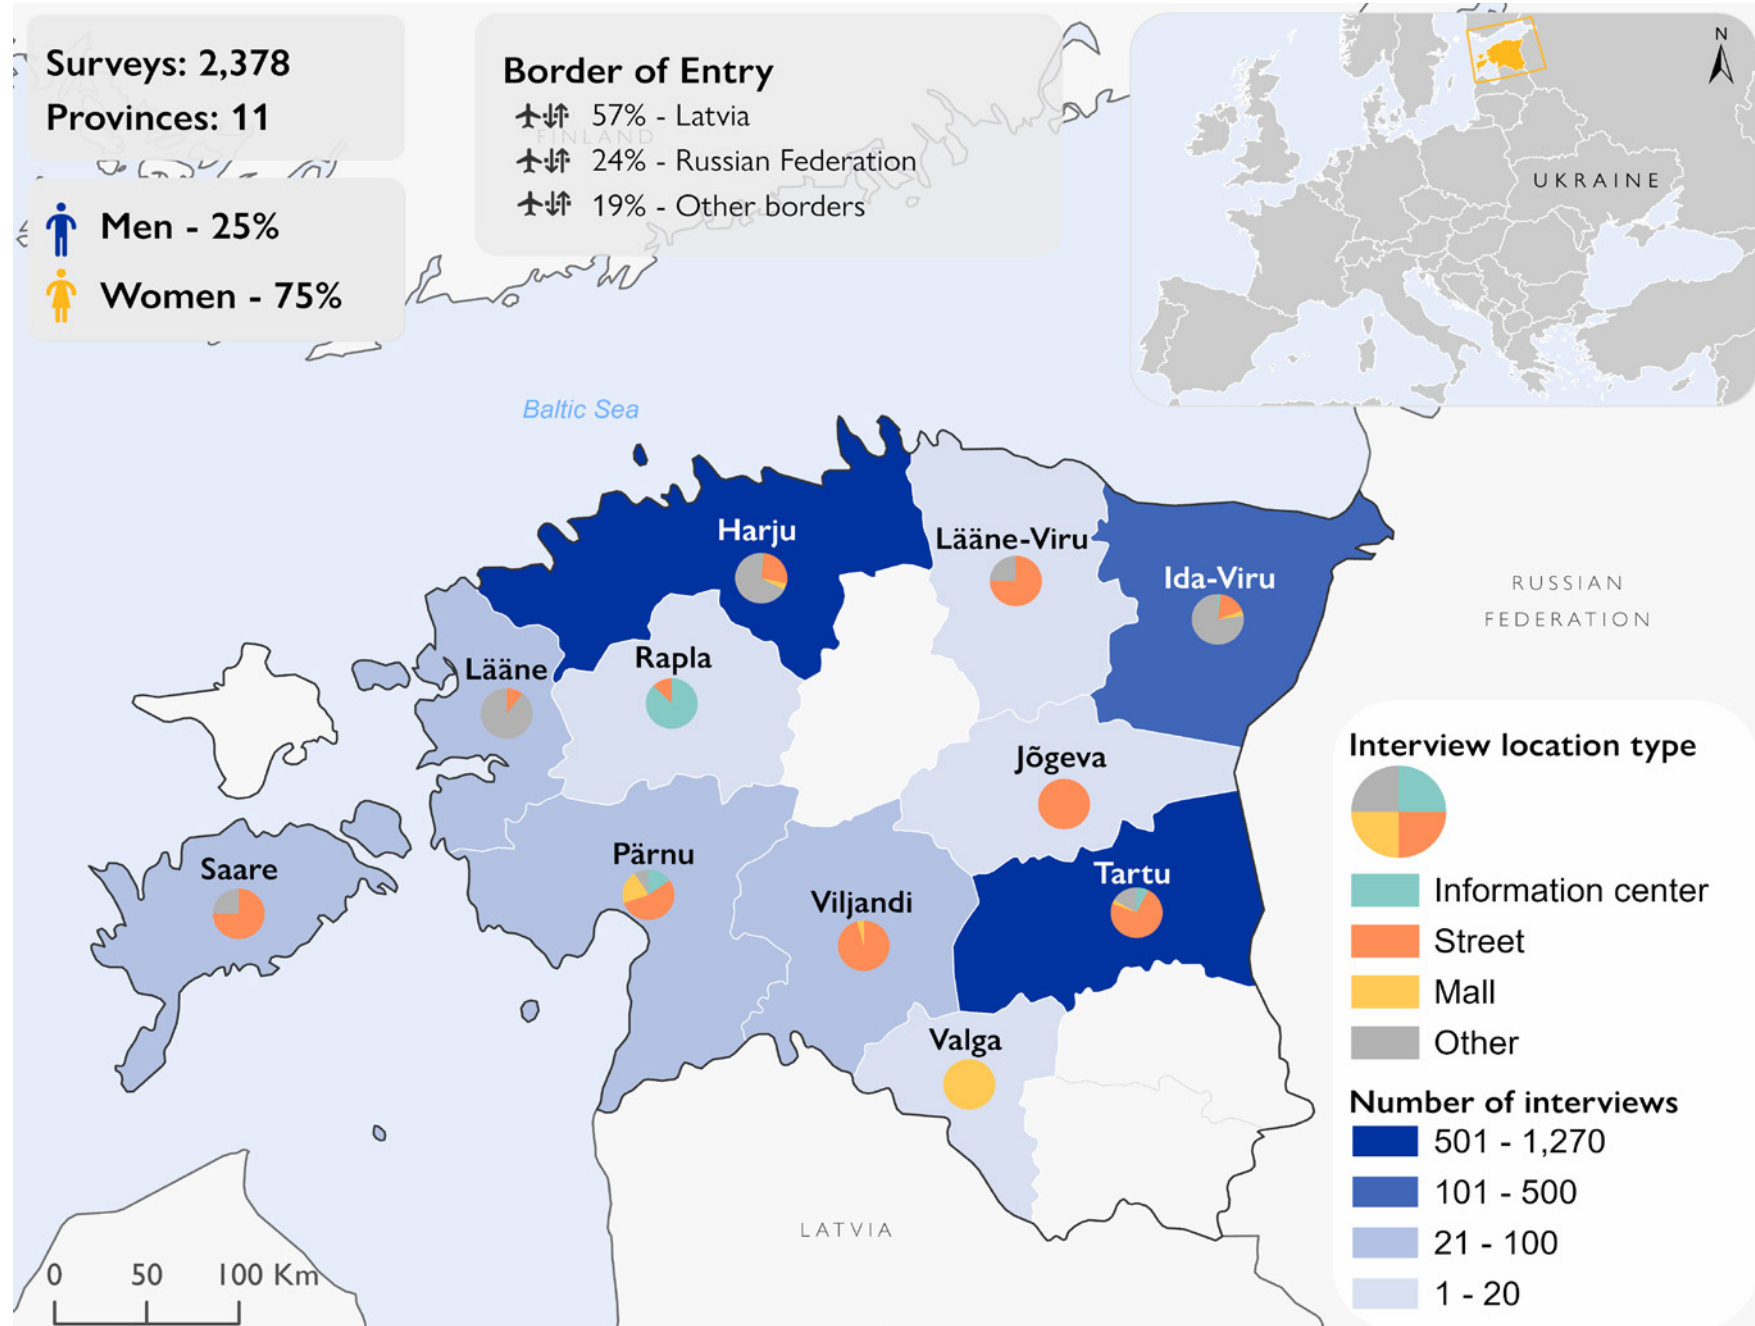 Surveys: 2,378
Provinces: 11
Men - 25%
Women - 75%
Border of Entry
57% - Latvia
FINLAND
24% - Russian Federation
19% - Other borders
N
UKRAINE
Baltic Sea
Harju
Lääne-Viru
Ida-Viru
RUSSIAN
FEDERATION
Lääne
Rapla
Jõgeva
Saare
Pärnu
Viljandi
Tartu
Valga
LATVIA
0 50 100 Km
Interview location type
Information center
Street
Mall
Other
Number of interviews
501 - 1,270
101 - 500
21 - 100
1 - 20